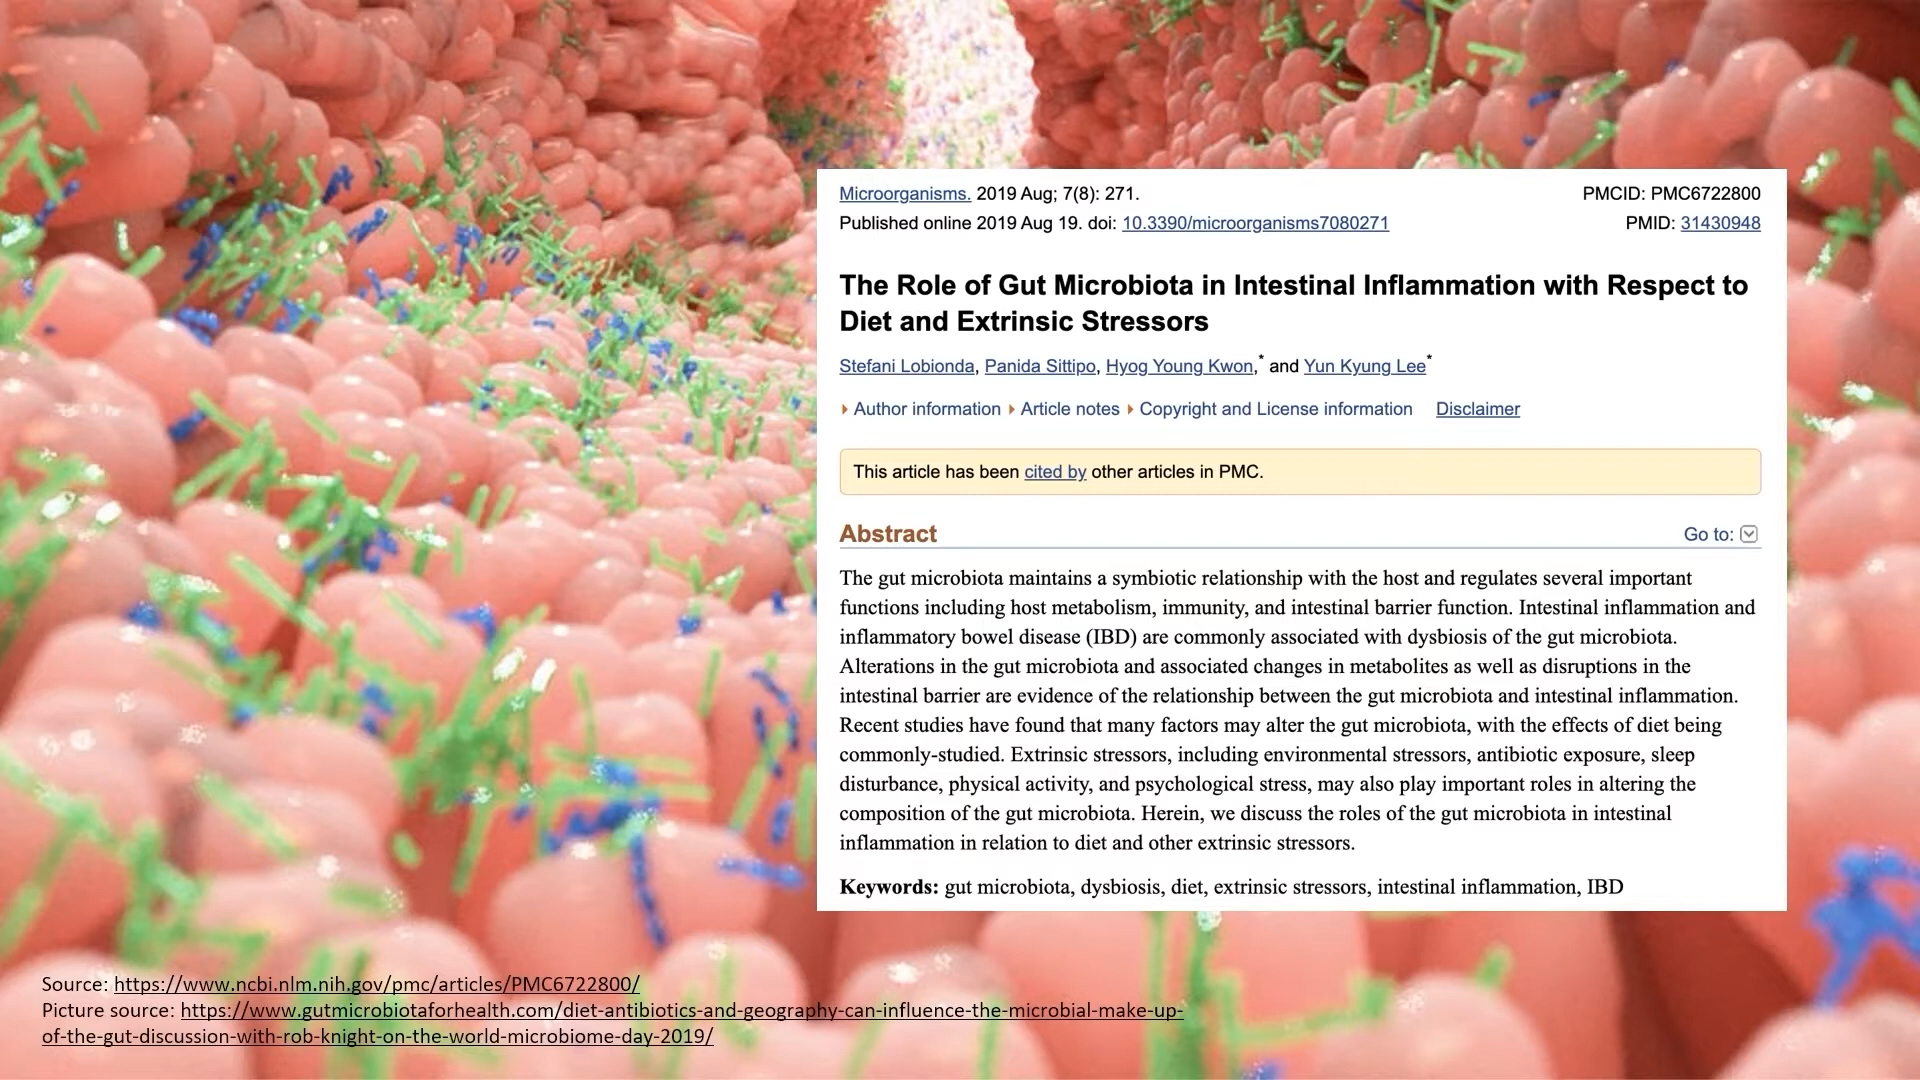 Microorganisms. 2019 Aug; 7(8): 271.
PMCID: PMC6722800
Published online 2019 Aug 19. doi: 10.3390/microorganisms7080271
PMID: 31430948
The Role of Gut Microbiota in Intestinal Inflammation with Respect to
Diet and Extrinsic Stressors
Stefani Lobionda, Panida Sittipo, Hyog Young Kwon,* and Yun Kyung Lee*
Author information Article notes Copyright and License information Disclaimer
This article has been cited by other articles in PMC.
Abstract
Go to:
The gut microbiota maintains a symbiotic relationship with the host and regulates several important
functions including host metabolism, immunity, and intestinal barrier function. Intestinal inflammation and
inflammatory bowel disease (IBD) are commonly associated with dysbiosis of the gut microbiota.
Alterations in the gut microbiota and associated changes in metabolites as well as disruptions in the
intestinal barrier are evidence of the relationship between the gut microbiota and intestinal inflammation.
Recent studies have found that many factors may alter the gut microbiota, with the effects of diet being
commonly-studied. Extrinsic stressors, including environmental stressors, antibiotic exposure, sleep
disturbance, physical activity, and psychological stress, may also play important roles in altering the
composition of the gut microbiota. Herein, we discuss the roles of the gut microbiota in intestinal
inflammation in relation to diet and other extrinsic stressors.
Keywords: gut microbiota, dysbiosis, diet, extrinsic stressors, intestinal inflammation, IBD
Source: https://www.ncbi.nlm.nih.gov/pmc/articles/PMC6722800/
Picture source: https://www.gutmicrobiotaforhealth.com/diet-antibiotics-and-geography-can-influence-the-microbial-make-up-
of-the-gut-discussion-with-rob-knight-on-the-world-microbiome-day-2019/